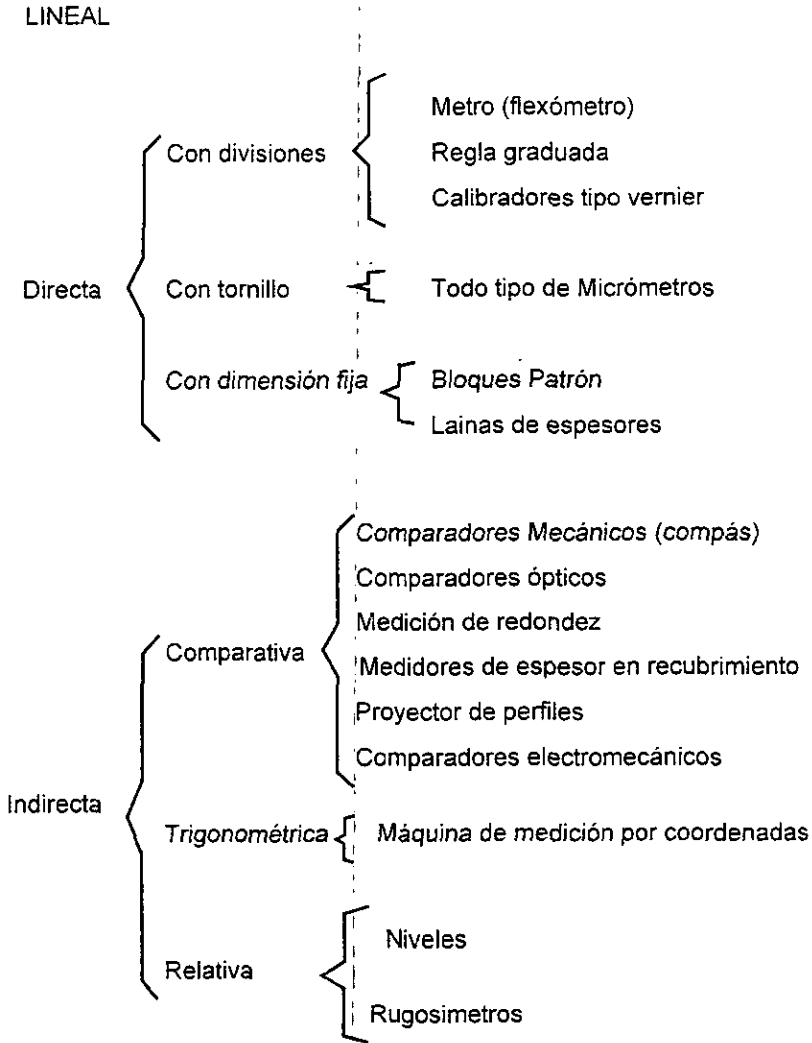 LINEAL
Directa
Con divisiones
Metro (flexómetro)
Regla graduada
Calibradores tipo vernier
Con tornillo
Todo tipo de Micrómetros
Con dimensión fija
Bloques Patrón
Lainas de espesores
Indirecta
Comparativa
Comparadores Mecánicos (compás)
Comparadores ópticos
Medición de redondez
Medidores de espesor en recubrimiento
Proyector de perfiles
Comparadores electromecánicos
Trigonométrica
Máquina de medición por coordenadas
Relativa
Niveles
Rugosimetros